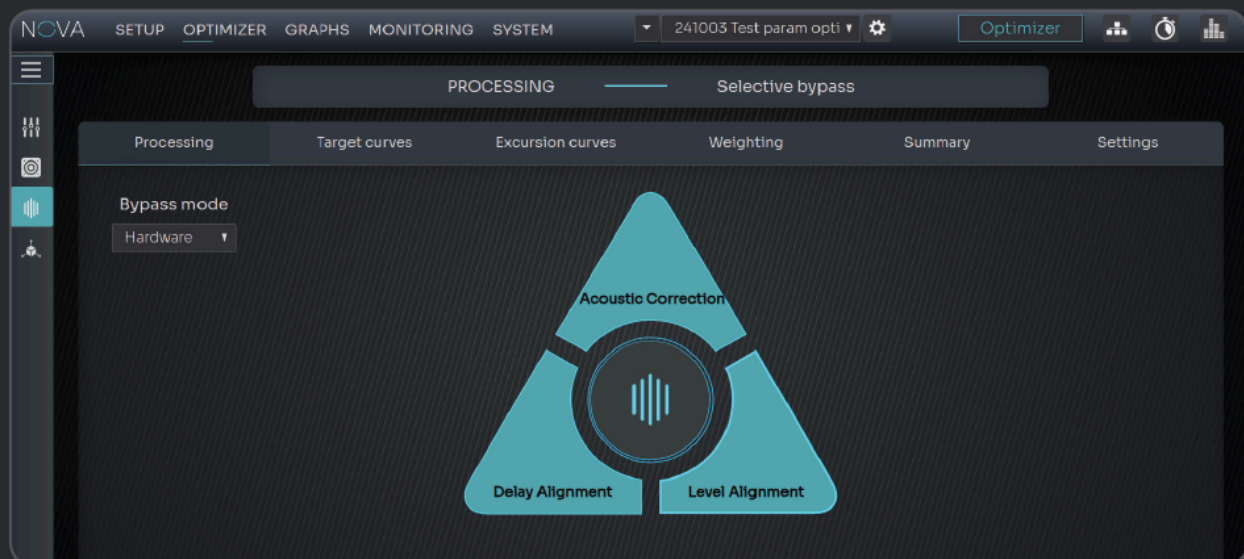 NOVA SETUP OPTIMIZER GRAPHS MONITORING SYSTEM 241003 Test param opti Optimizer
PROCESSING Selective bypass
Processing Target curves Excursion curves Weighting Summary Settings
Bypass mode
Hardware
Acoustic Correction
Delay Alignment Level Alignment